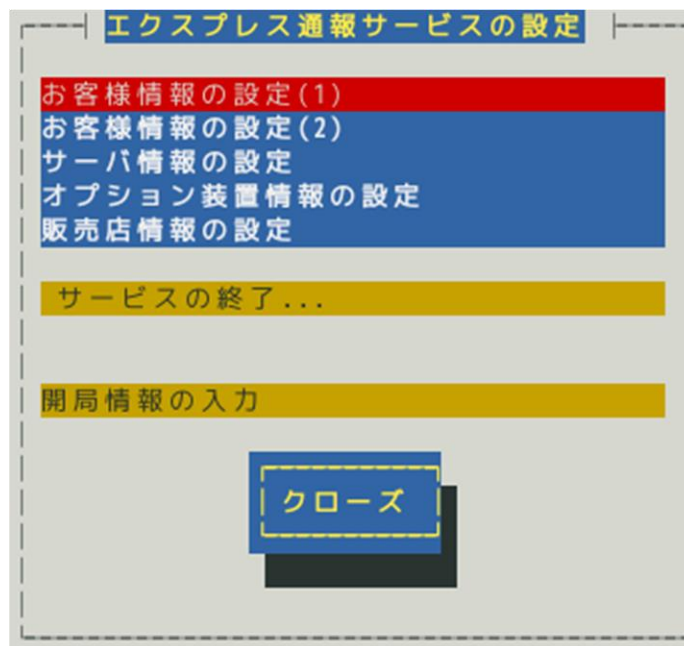 エクスプレス通報サービスの設定
お客様情報の設定(1)
お客様情報の設定(2)
サーバ情報の設定
オプション装置情報の設定
販売店情報の設定
サービスの終了...
開局情報の入力
クローズ